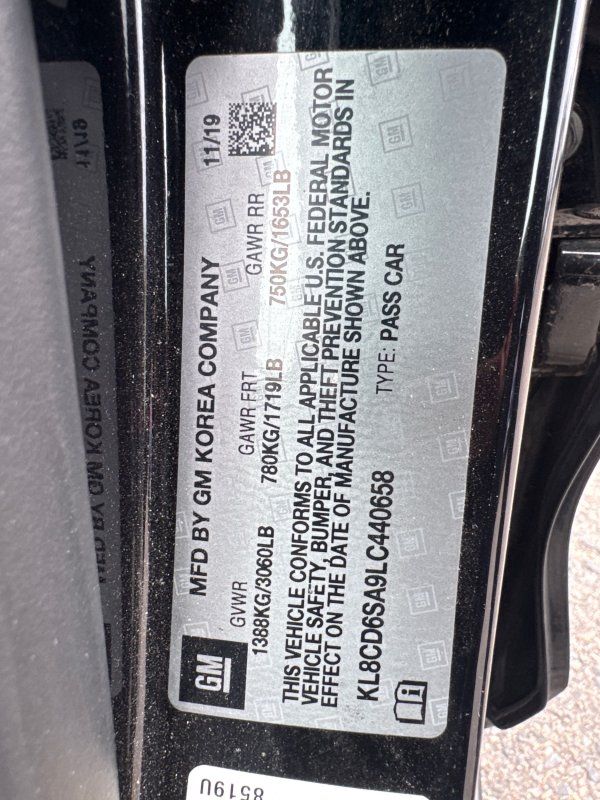 GM
MFD BY GM KOREA COMPANY 11/19
GVWR GAWR FRT GAWR RR
1388KG/3060LB 780KG/1719LB 750KG/1653LB
THIS VEHICLE CONFORMS TO ALL APPLICABLE U.S. FEDERAL MOTOR
VEHICLE SAFETY, BUMPER, AND THEFT PREVENTION STANDARDS IN
EFFECT ON THE DATE OF MANUFACTURE SHOWN ABOVE.
KL8CD6SA9LC440658 TYPE: PASS CAR
8519U